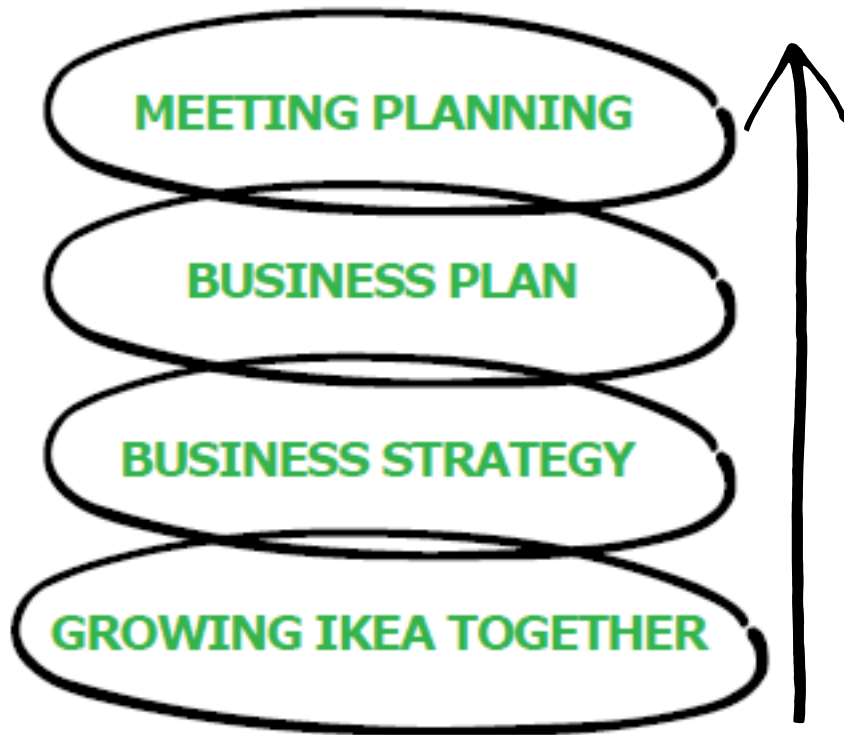 MEETING PLANNING
BUSINESS PLAN
BUSINESS STRATEGY
GROWING IKEA TOGETHER